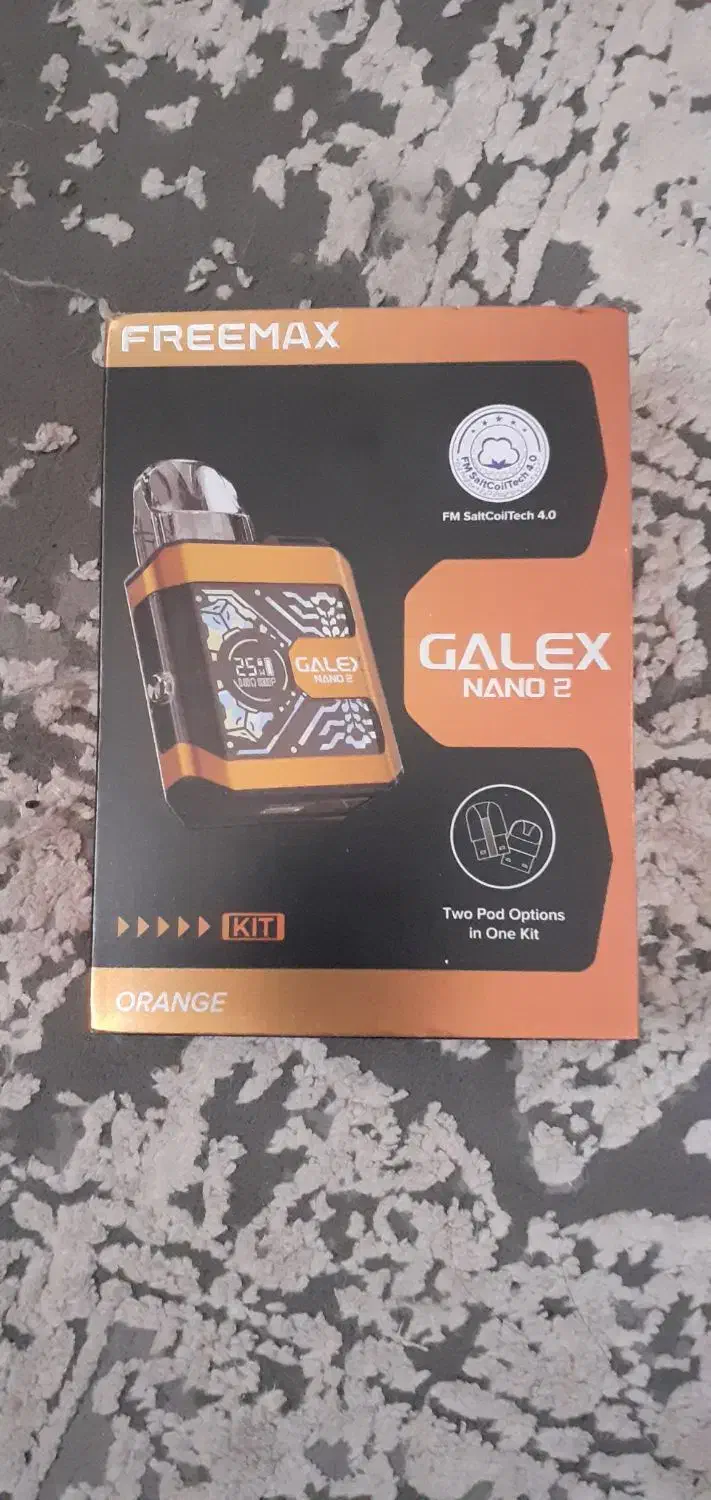 FREEMAX
FM SaltCoilTech 4.0
FM SaltCoilTech 4.0
GALEX
NANO 2
25
GALEX
NANO 2
Two Pod Options
in One Kit
KIT
ORANGE